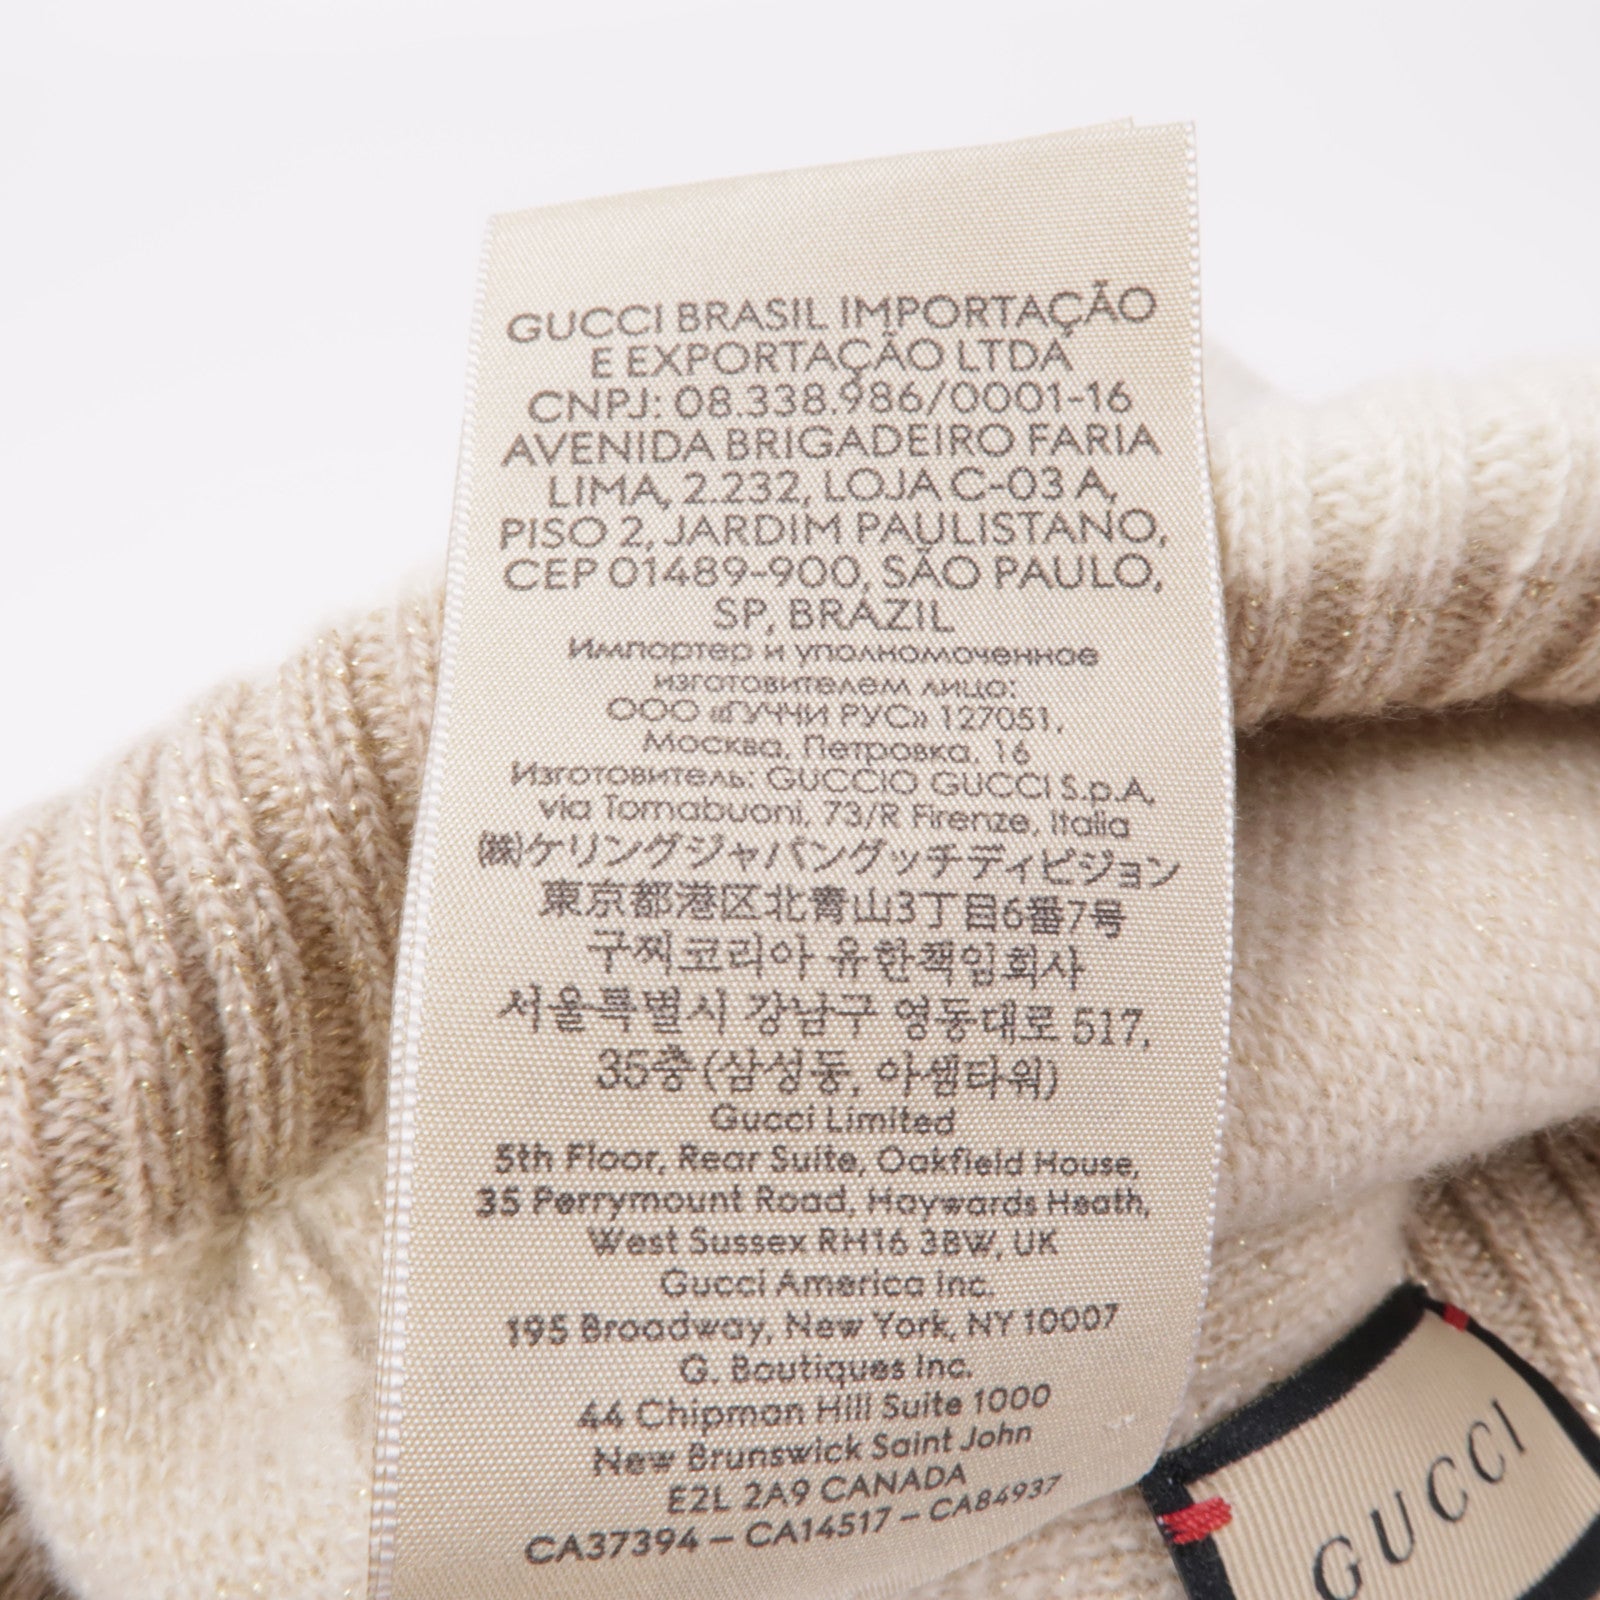 GUCCI BRASIL IMPORTAÇÃO
E EXPORTAÇÃO LTDA
CNPJ: 08.338.986/0001-16
AVENIDA BRIGADEIRO FARIA
LIMA, 2.232, LOJA C-03 A,
PISO 2, JARDIM PAULISTANO,
CEP 01489-900, SÃO PAULO,
SP, BRAZIL
Импортер и уполномоченное
изготовителем лицо:
ООО «ГУЧЧИ РУС» 127051,
Москва, Петровка, 16
Изготовитель: GUCCIO GUCCI S.p.A,
via Tornabuoni, 73/R Firenze, Italia
㈱ケリングジャパングッチディビジョン
東京都港区北青山3丁目6番7号
구찌코리아 유한책임회사
서울특별시 강남구 영동대로 517,
35층 (삼성동, 아셈타워)
Gucci Limited
5th Floor, Rear Suite, Oakfield House,
35 Perrymount Road, Haywards Heath,
West Sussex RH16 3BW, UK
Gucci America Inc.
195 Broadway, New York, NY 10007
G. Boutiques Inc.
44 Chipman Hill Suite 1000
New Brunswick Saint John
E2L 2A9 CANADA
CA37394 – CA14517 – CA84937
GUCCI